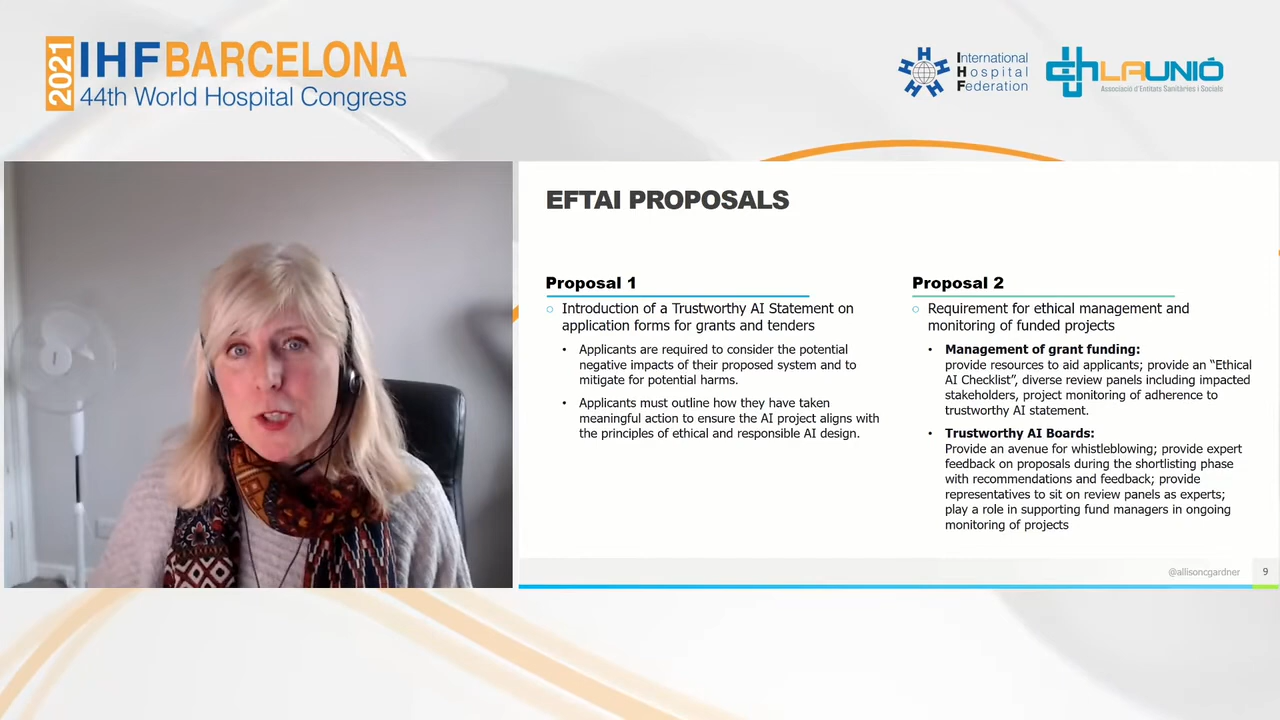 2021
IHF BARCELONA
44th World Hospital Congress
International
Hospital
Federation
LAUNIÓ
Associació d'Entitats Sanitàries i Socials
EFTAI PROPOSALS
Proposal 1
Introduction of a Trustworthy AI Statement on
application forms for grants and tenders
Applicants are required to consider the potential
negative impacts of their proposed system and to
mitigate for potential harms.
Applicants must outline how they have taken
meaningful action to ensure the AI project aligns with
the principles of ethical and responsible AI design.
Proposal 2
Requirement for ethical management and
monitoring of funded projects
Management of grant funding:
provide resources to aid applicants; provide an “Ethical
AI Checklist”, diverse review panels including impacted
stakeholders, project monitoring of adherence to
trustworthy AI statement.
Trustworthy AI Boards:
Provide an avenue for whistleblowing; provide expert
feedback on proposals during the shortlisting phase
with recommendations and feedback; provide
representatives to sit on review panels as experts;
play a role in supporting fund managers in ongoing
monitoring of projects
@allisoncgardner
9